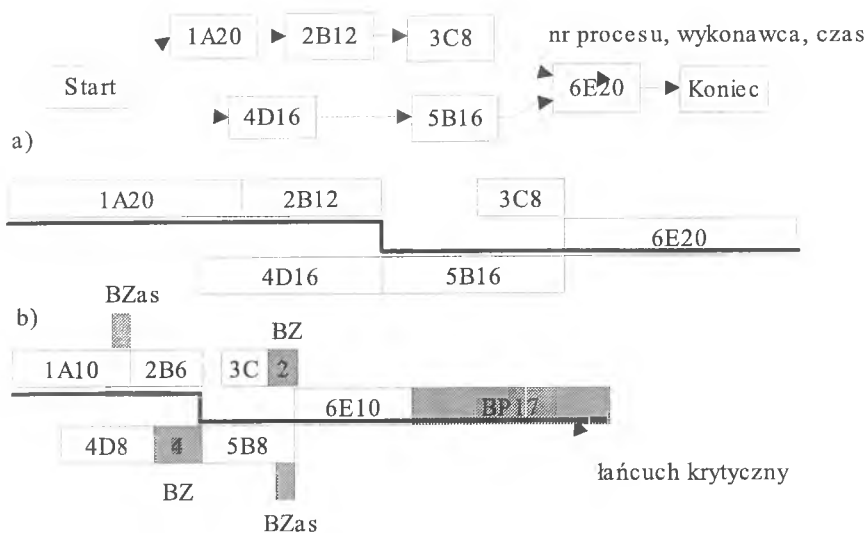 1A20 2B12 3C8 nr procesu, wykonawca, czas
Start 6E20 Koniec
4D16 5B16
a)
1A20 2B12 3C8
6E20
4D16 5B16
b) BZas BZ
1A10 2B6 3C 2
6E10 BP17
4D8 4 5B8
łańcuch krytyczny
BZ
BZas